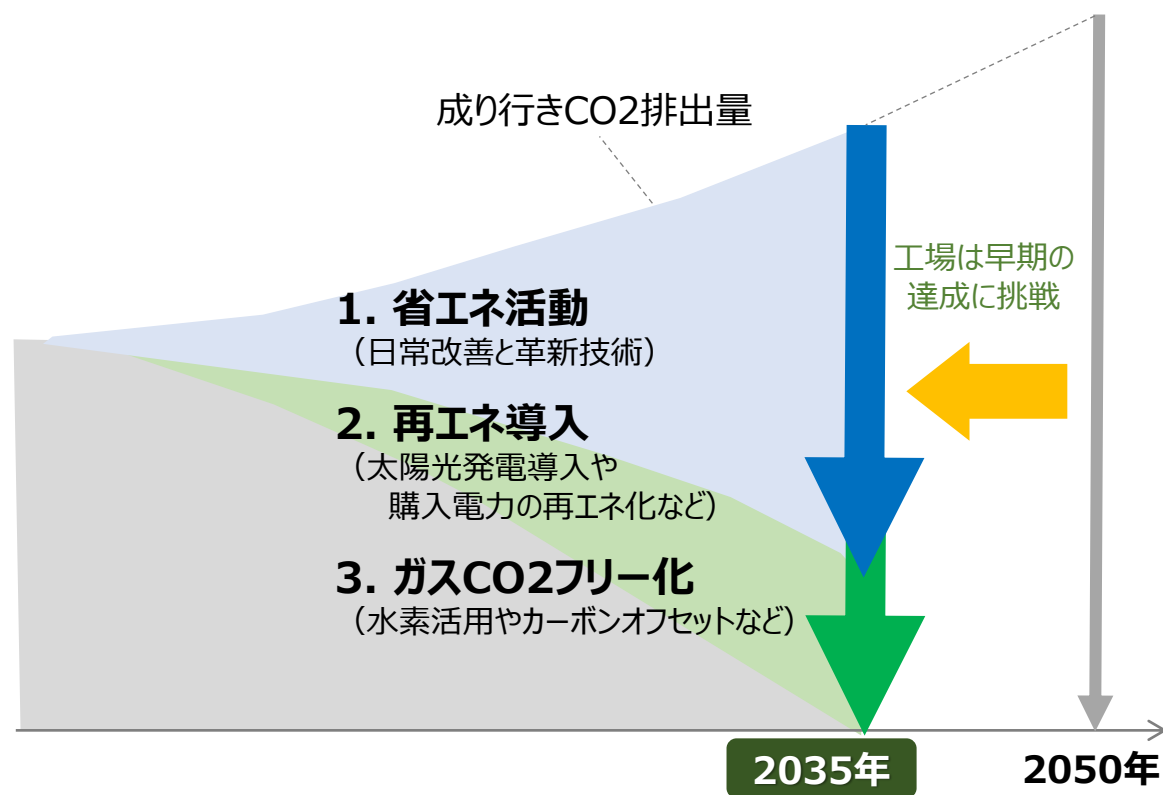 成り行きCO2排出量
工場は早期の
達成に挑戦
1. 省エネ活動
（日常改善と革新技術）
2. 再エネ導入
（太陽光発電導入や
購入電力の再エネ化など）
3. ガスCO2フリー化
（水素活用やカーボンオフセットなど）
2035年
2050年